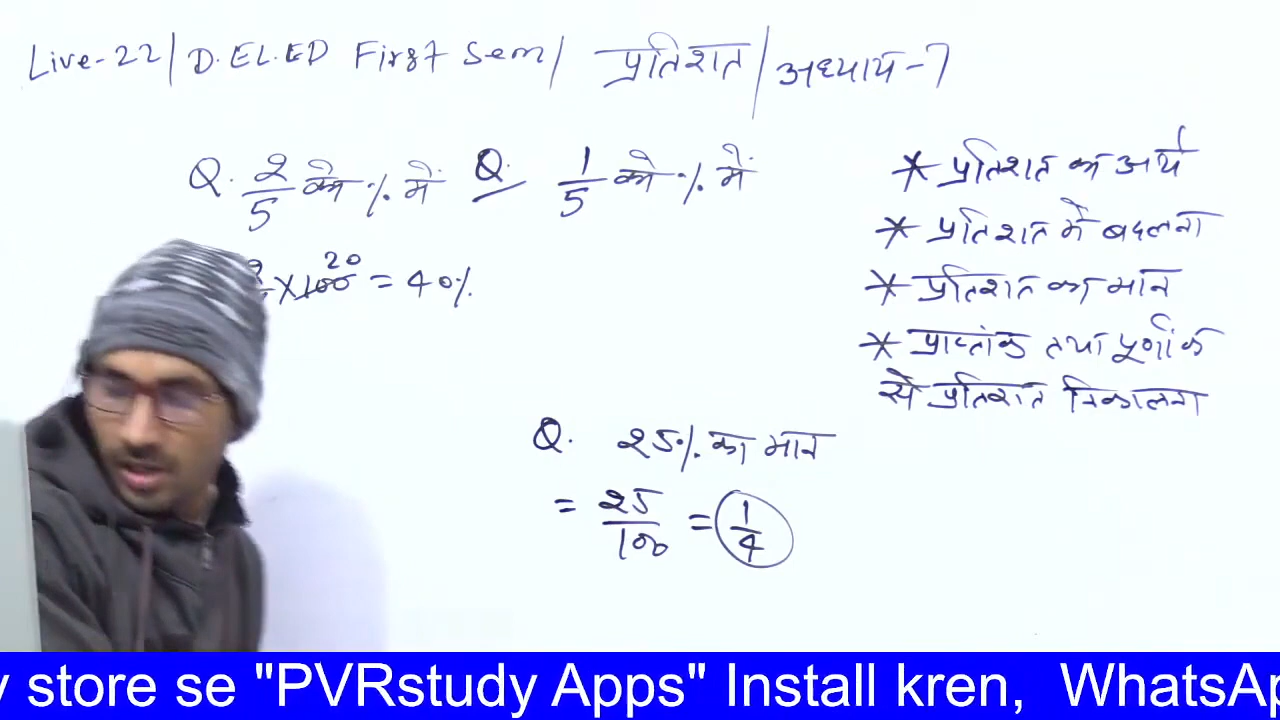 Live-22 | D.EL.ED First Sem / प्रतिशत / अध्याय-7
Q. 2/5 को % में
Q. 1/5 को % में
× 100 20 = 40%
* प्रतिशत का अर्थ
* प्रतिशत में बदलना
* प्रतिशत का मान
* प्राप्तांक तथा पूर्णांक
से प्रतिशत निकालना
Q. 25% का मान
= 25/100 = 1/4
y store se "PVRstudy Apps" Install kren, WhatsAp